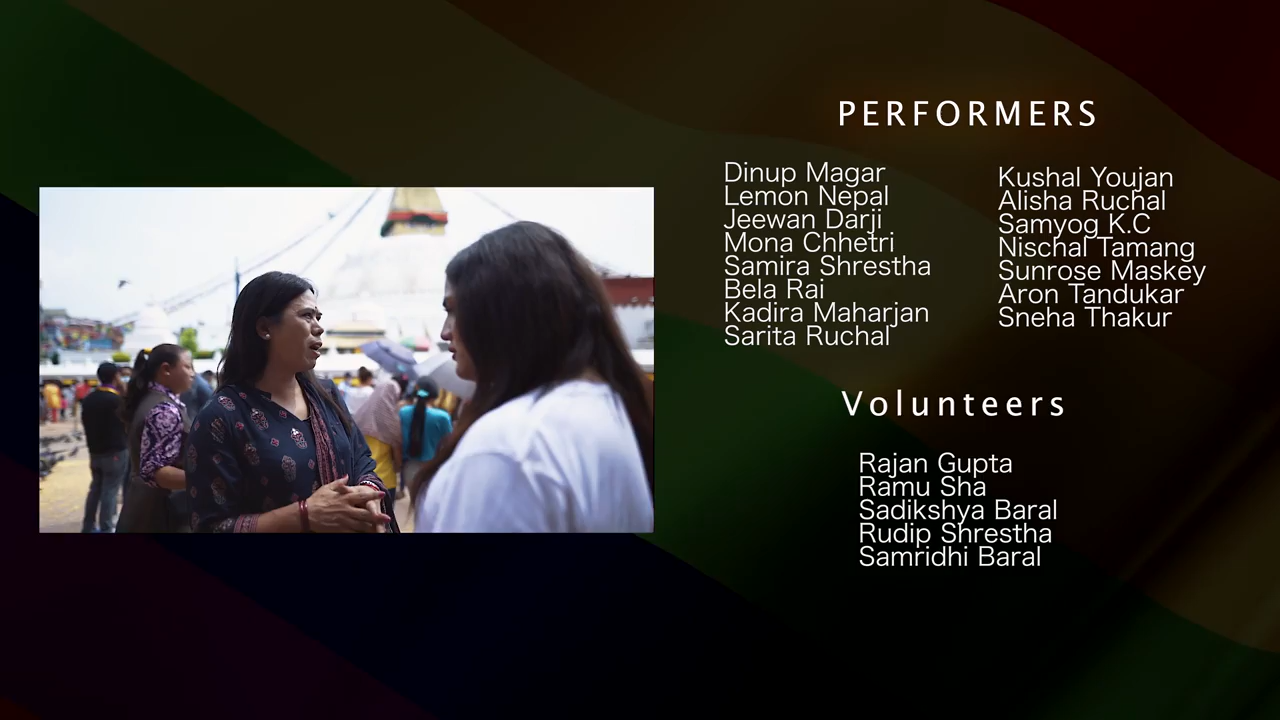 PERFORMERS
Dinup Magar
Lemon Nepal
Jeewan Darji
Mona Chhetri
Samira Shrestha
Bela Rai
Kadira Maharjan
Sarita Ruchal
Kushal Youjan
Alisha Ruchal
Samyog K.C
Nischal Tamang
Sunrose Maskey
Aron Tandukar
Sneha Thakur
Volunteers
Rajan Gupta
Ramu Sha
Sadikshya Baral
Rudip Shrestha
Samridhi Baral